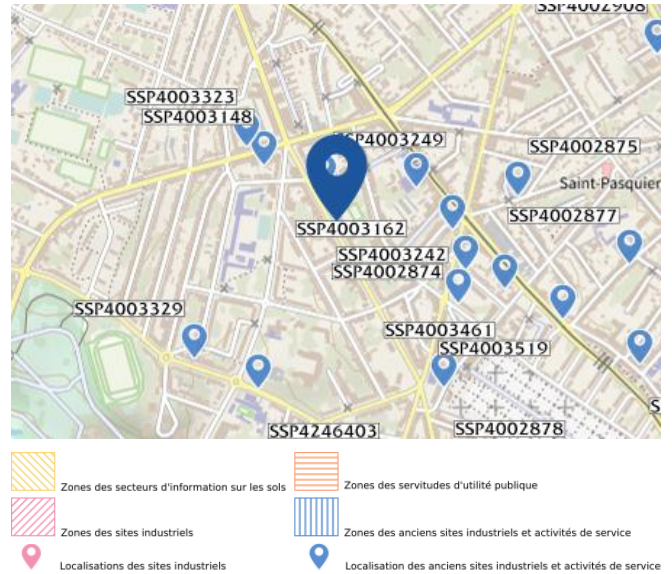 SSP4002908
SSP4003323
SSP4003148
SSP4003249
SSP4002875
Saint-Pasquier
SSP4002877
SSP4003162
SSP4003242
SSP4002874
SSP4003329
SSP4003461
SSP4003519
SSP4246403
SSP4002878
Zones des secteurs d'information sur les sols
Zones des servitudes d'utilité publique
Zones des sites industriels
Zones des anciens sites industriels et activités de service
Localisations des sites industriels
Localisation des anciens sites industriels et activités de service